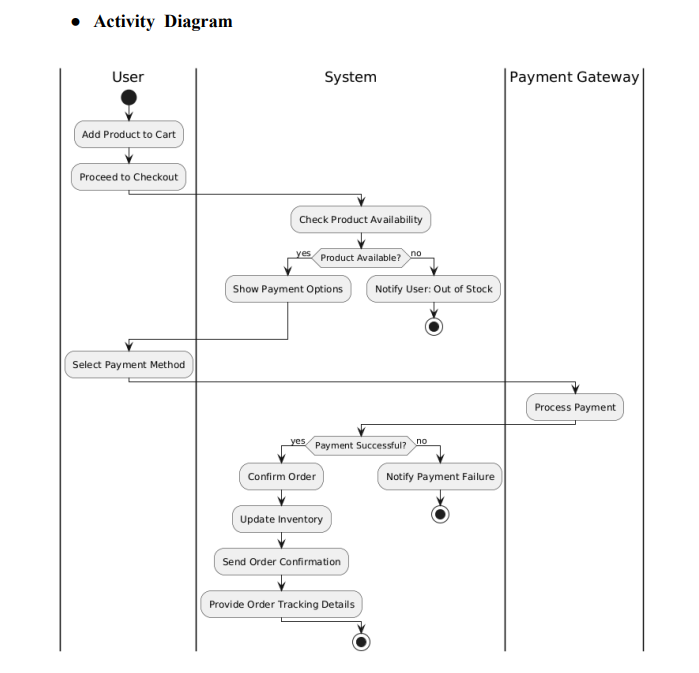 ● Activity Diagram
User
System
Payment Gateway
Add Product to Cart
Proceed to Checkout
Check Product Availability
yes
Product Available?
no
Show Payment Options
Notify User: Out of Stock
Select Payment Method
Process Payment
yes
Payment Successful?
no
Confirm Order
Notify Payment Failure
Update Inventory
Send Order Confirmation
Provide Order Tracking Details